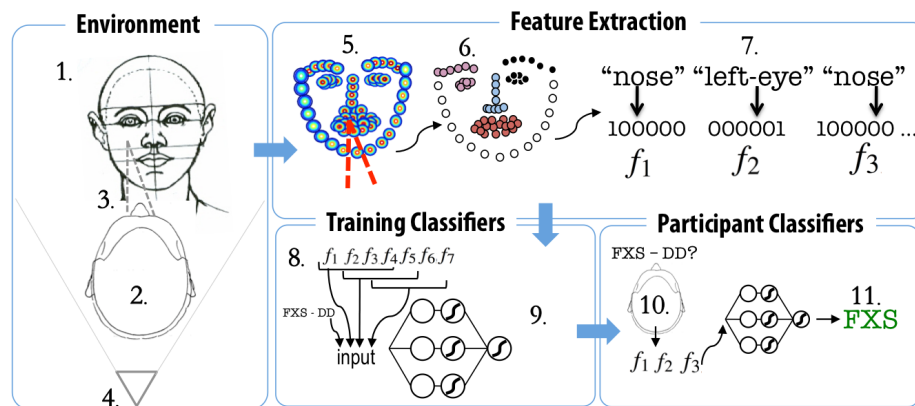 Environment
1.
2.
3.
4.
Feature Extraction
5.
6.
7.
“nose” “left-eye” “nose”
100000 000001 100000 ...
f1 f2 f3
Training Classifiers
8.
f1 f2 f3 f4 f5 f6 f7
FXS - DD
input
9.
Participant Classifiers
FXS - DD?
10.
f1 f2 f3
11.
FXS